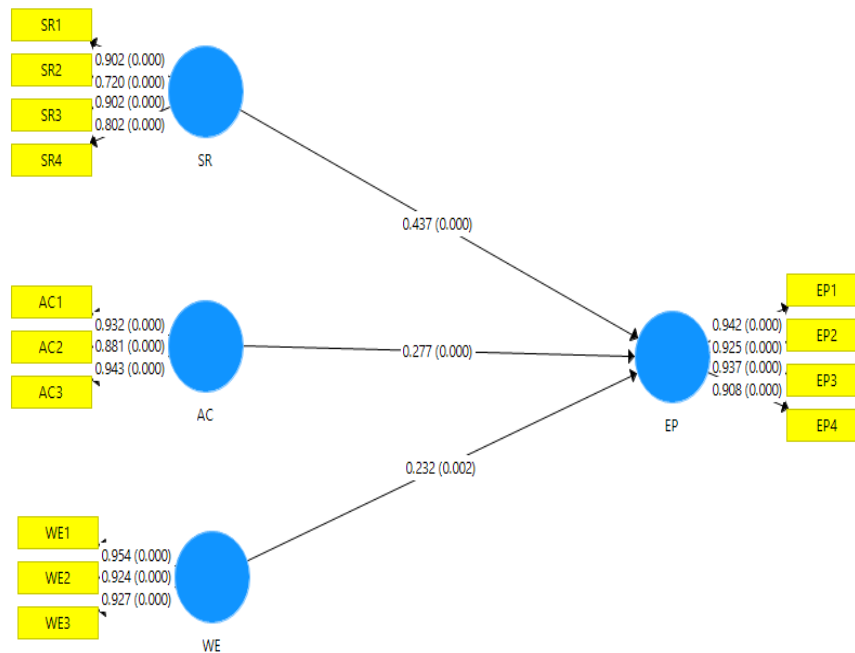 SR1
0.902 (0.000)
SR2
0.720 (0.000)
0.902 (0.000)
SR3
0.802 (0.000)
SR4
SR
0.437 (0.000)
AC1
0.932 (0.000)
AC2
0.881 (0.000)
0.943 (0.000)
AC3
AC
0.277 (0.000)
EP1
0.942 (0.000)
EP2
0.925 (0.000)
0.937 (0.000)
EP3
0.908 (0.000)
EP4
EP
0.232 (0.002)
WE1
0.954 (0.000)
WE2
0.924 (0.000)
0.927 (0.000)
WE3
WE